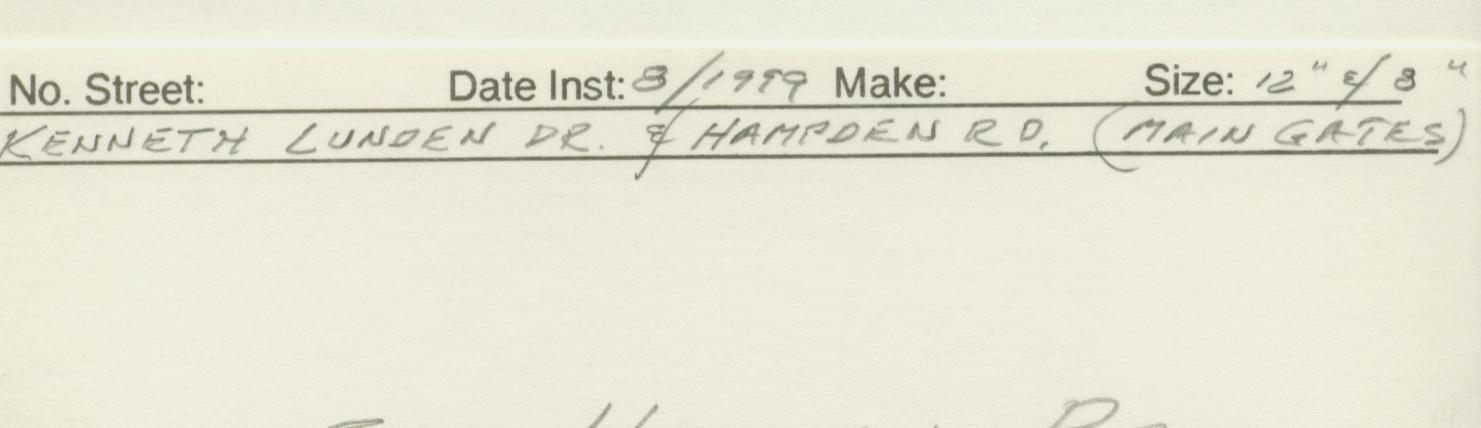 No. Street: Date Inst: 8/1999 Make: Size: 12" & 8"
KENNETH LUNDEN DR. & HAMPDEN RD. (MAIN GATES)